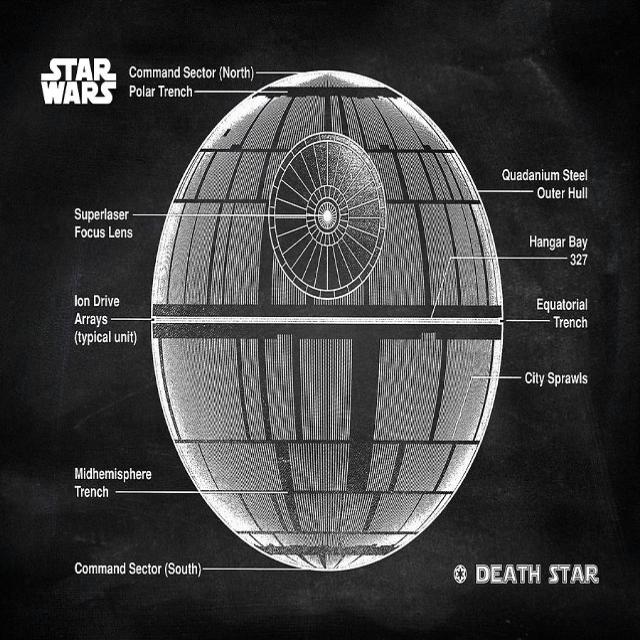 STAR
WARS
Command Sector (North)
Polar Trench
Quadanium Steel
Outer Hull
Superlaser
Focus Lens
Hangar Bay
327
Ion Drive
Arrays
(typical unit)
Equatorial
Trench
City Sprawls
Midhemisphere
Trench
Command Sector (South)
DEATH STAR